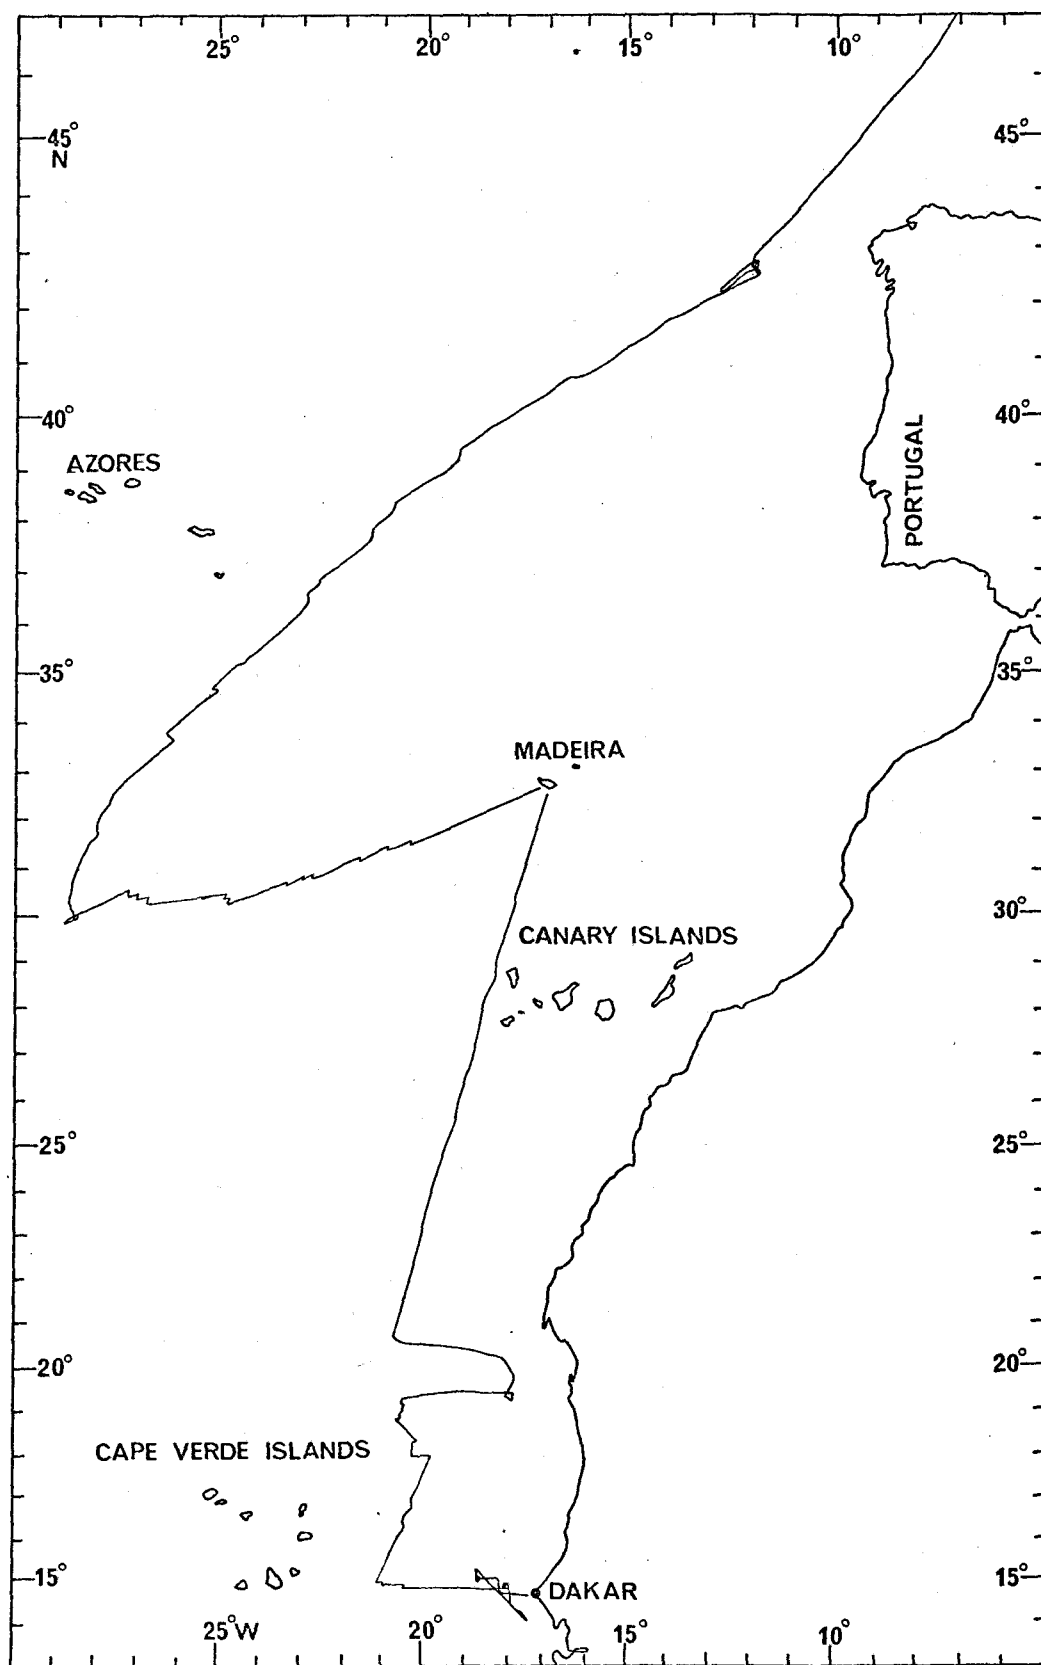 25° 20° 15° 10°
45° 45°
N
40° 40°
AZORES
PORTUGAL
35° 35°
MADEIRA
30°
CANARY ISLANDS
25° 25°
20° 20°
CAPE VERDE ISLANDS
15° 15°
DAKAR
25°W 20° 15° 10°